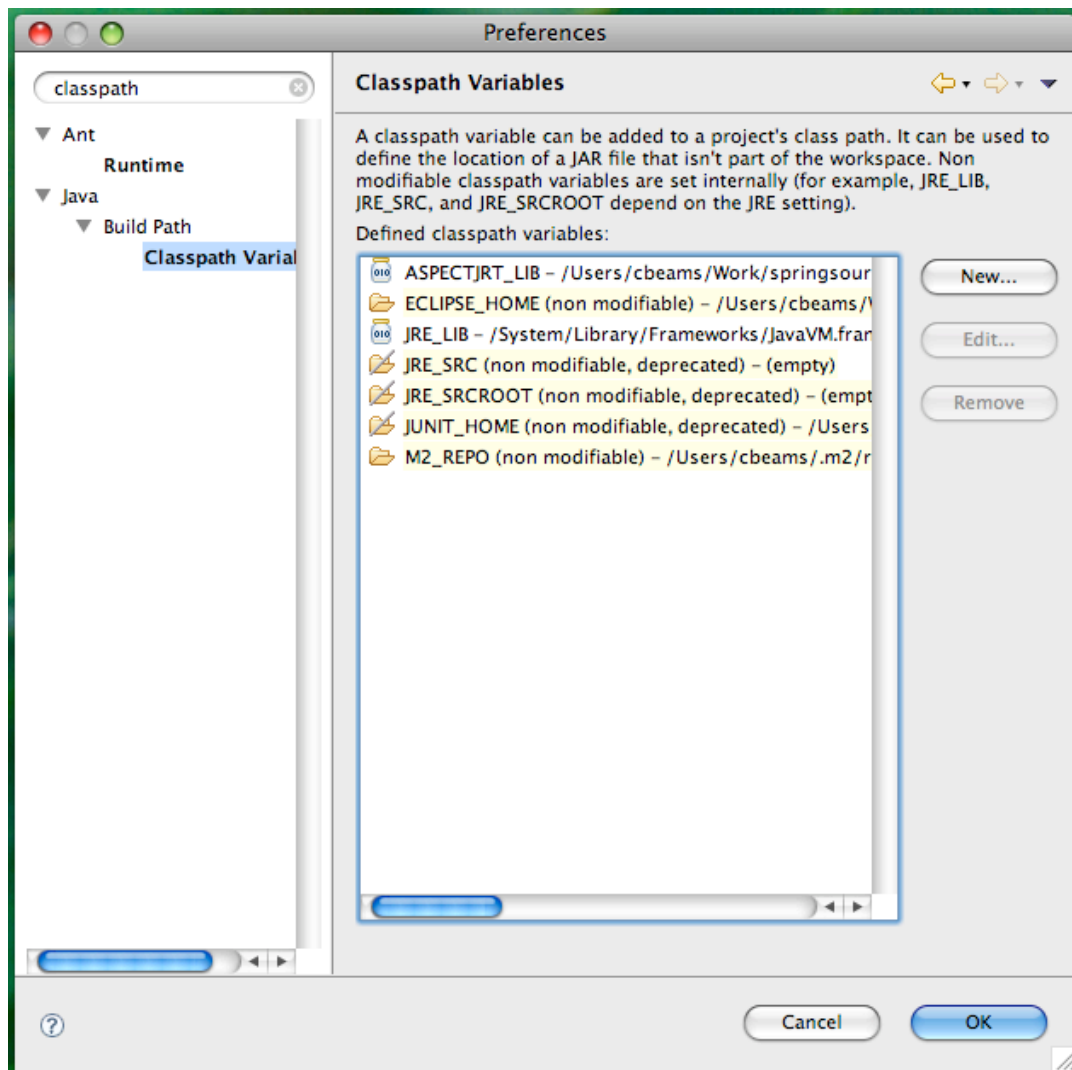 Preferences
classpath
Ant
Runtime
Java
Build Path
Classpath Varial
Classpath Variables
A classpath variable can be added to a project's class path. It can be used to
define the location of a JAR file that isn't part of the workspace. Non
modifiable classpath variables are set internally (for example, JRE_LIB,
JRE_SRC, and JRE_SRCROOT depend on the JRE setting).
Defined classpath variables:
010 ASPECTJRT_LIB – /Users/cbeams/Work/springsour
ECLIPSE_HOME (non modifiable) – /Users/cbeams/\
010 JRE_LIB – /System/Library/Frameworks/JavaVM.fran
JRE_SRC (non modifiable, deprecated) – (empty)
JRE_SRCROOT (non modifiable, deprecated) – (empt
JUNIT_HOME (non modifiable, deprecated) – /Users
M2_REPO (non modifiable) – /Users/cbeams/.m2/r
New...
Edit...
Remove
?
Cancel
OK